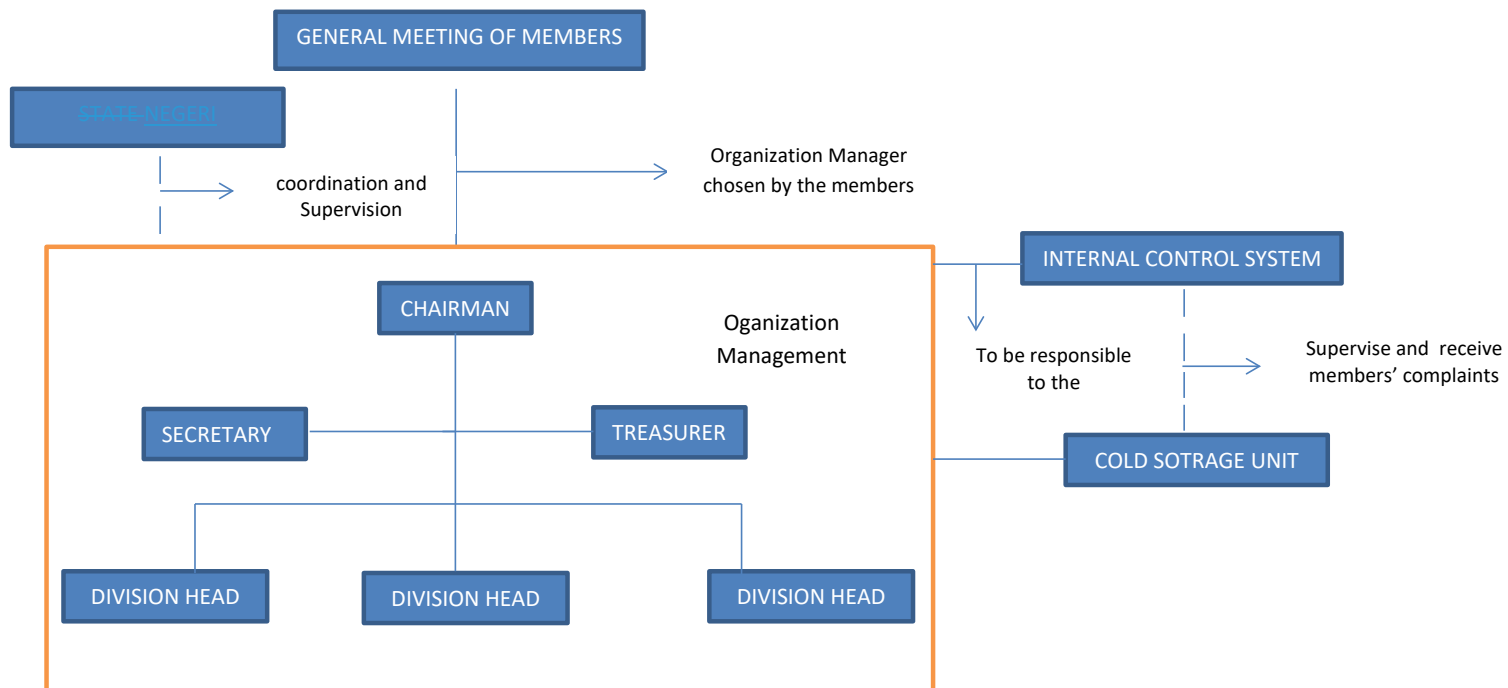 GENERAL MEETING OF MEMBERS
STATE NEGERI
Organization Manager
chosen by the members
coordination and
Supervision
INTERNAL CONTROL SYSTEM
CHAIRMAN
Oganization
Management
To be responsible
to the
Supervise and receive
members’ complaints
SECRETARY
TREASURER
COLD SOTRAGE UNIT
DIVISION HEAD
DIVISION HEAD
DIVISION HEAD